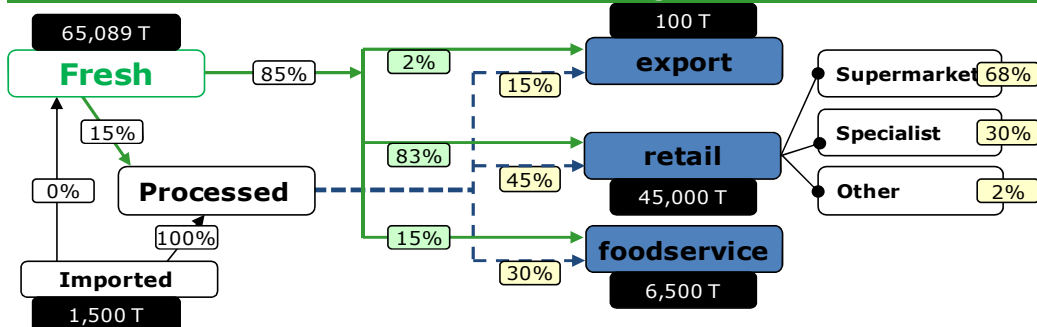 65,089 T
Fresh
85%
15%
0%
Processed
100%
Imported
1,500 T
2%
15%
83%
45%
15%
30%
100 T
export
retail
45,000 T
foodservice
6,500 T
Supermarket
68%
Specialist
30%
Other
2%